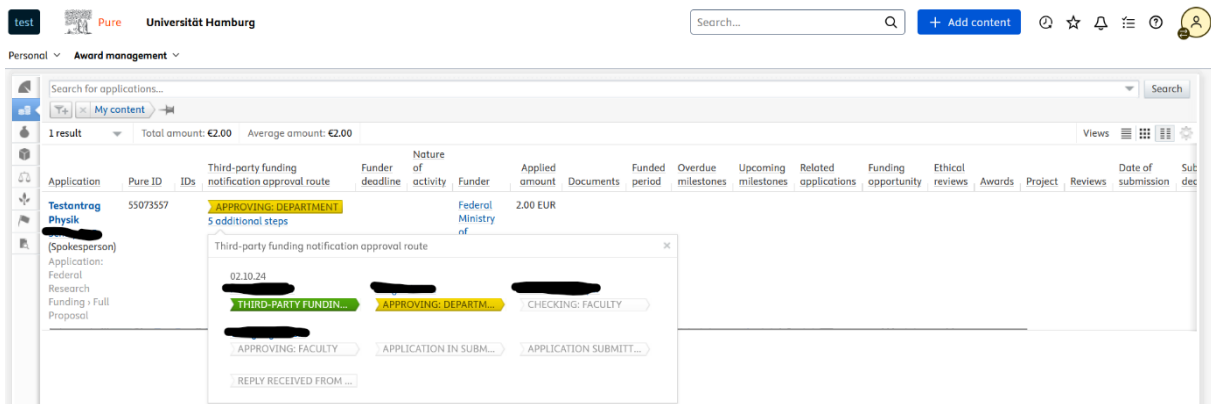 test
Pure
Universität Hamburg
Search...
+ Add content
Personal
Award management
Search for applications...
Search
My content
1 result
Total amount: €2.00
Average amount: €2.00
Views
Application
Pure ID
IDs
Third-party funding notification approval route
Funder deadline
Nature of activity
Funder
Applied amount
Documents
Funded period
Overdue milestones
Upcoming milestones
Related applications
Funding opportunity
Ethical reviews
Awards
Project
Reviews
Date of submission
Testantrag
Physik
(Spokesperson)
Application:
Federal
Research
Funding › Full
Proposal
55073557
APPROVING: DEPARTMENT
5 additional steps
Federal
Ministry
of
2.00 EUR
Third-party funding notification approval route
02.10.24
THIRD-PARTY FUNDIN...
APPROVING: DEPARTM...
CHECKING: FACULTY
APPROVING: FACULTY
APPLICATION IN SUBM...
APPLICATION SUBMITT...
REPLY RECEIVED FROM ...